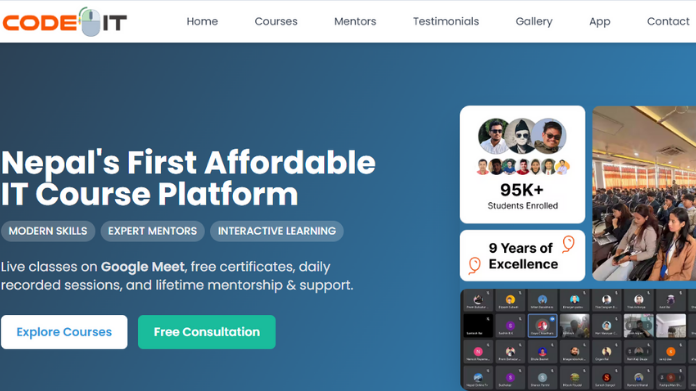 CODE IT
Home
Courses
Mentors
Testimonials
Gallery
App
Contact
Nepal's First Affordable
IT Course Platform
MODERN SKILLS
EXPERT MENTORS
INTERACTIVE LEARNING
Live classes on Google Meet, free certificates, daily
recorded sessions, and lifetime mentorship & support.
Explore Courses
Free Consultation
95K+
Students Enrolled
9 Years of
Excellence